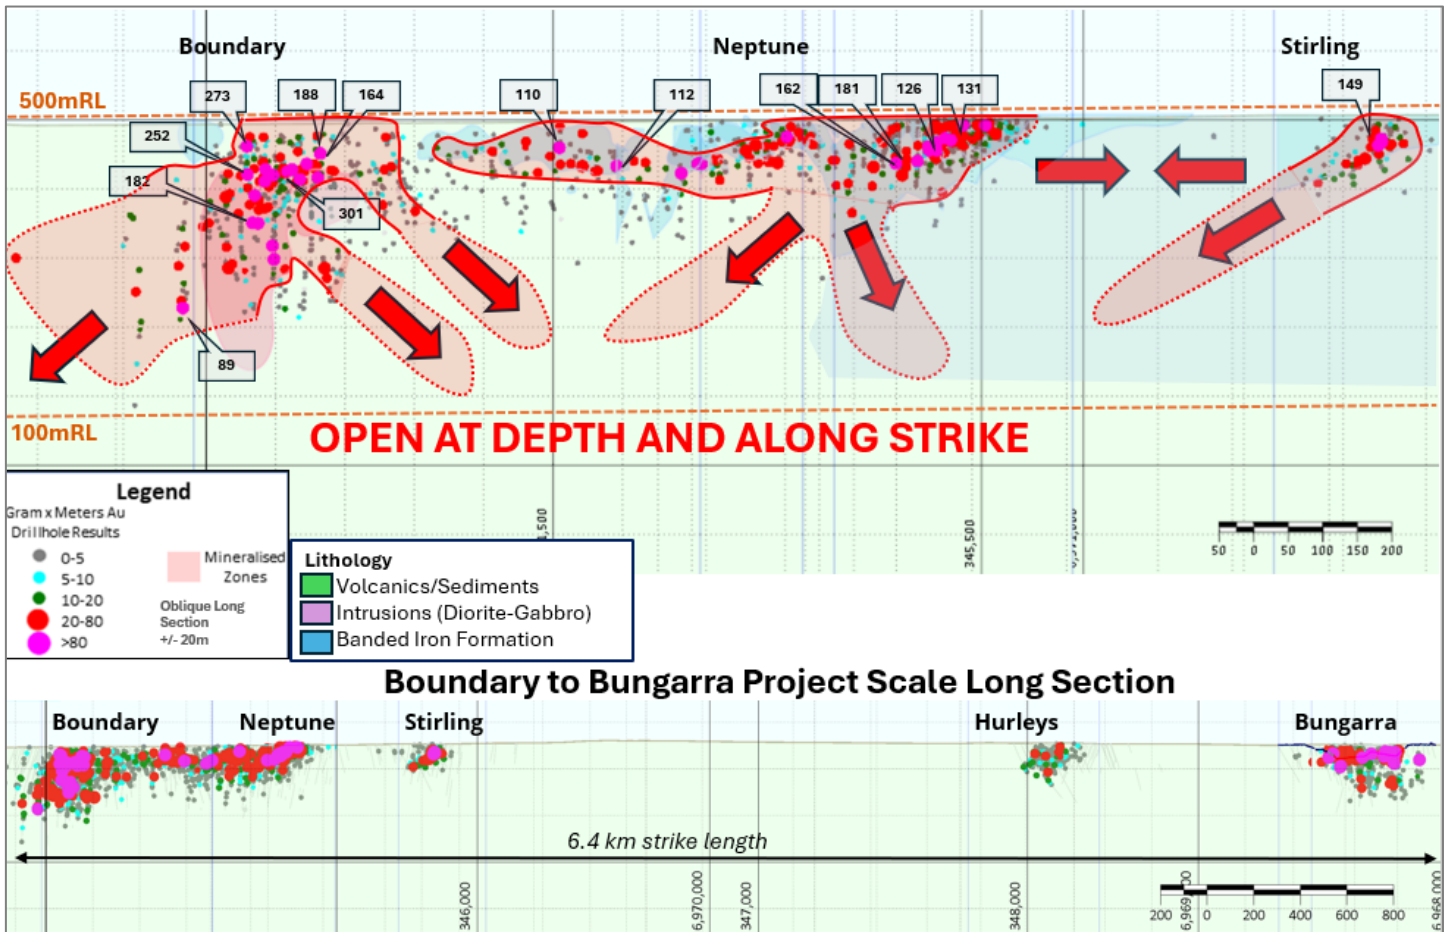 Boundary
Neptune
Stirling
500mRL
273
188
164
110
112
162
181
126
131
149
252
182
301
89
100mRL
OPEN AT DEPTH AND ALONG STRIKE
Legend
Gram x Meters Au
Drillhole Results
0-5
5-10
10-20
20-80
>80
Mineralised
Zones
Oblique Long
Section
+/- 20m
Lithology
Volcanics/Sediments
Intrusions (Diorite-Gabbro)
Banded Iron Formation
345,500
50 0 50 100 150 200
Boundary to Bungarra Project Scale Long Section
Boundary
Neptune
Stirling
Hurleys
Bungarra
6.4 km strike length
346,000
6,970,000
347,000
348,000
6,968,000
200 0 200 400 600 800